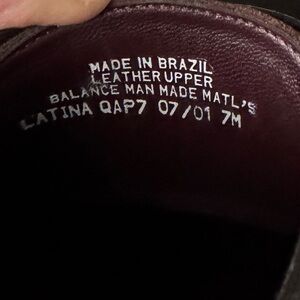 MADE IN BRAZIL
LEATHER UPPER
BALANCE MAN MADE MATL'S
LATINA QAP7 07/01 7M